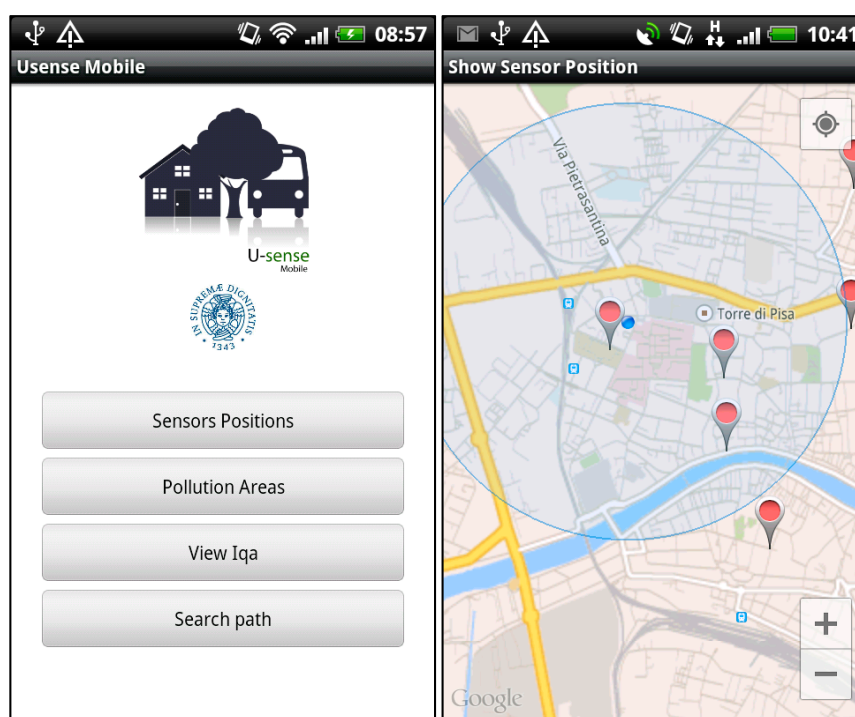 08:57
Usense Mobile
U-sense
Mobile
IN SUPREMÆ DIGNITATIS
1343
Sensors Positions
Pollution Areas
View Iqa
Search path
H
10:41
Show Sensor Position
Via Pietrasantina
Torre di Pisa
+
−
Google